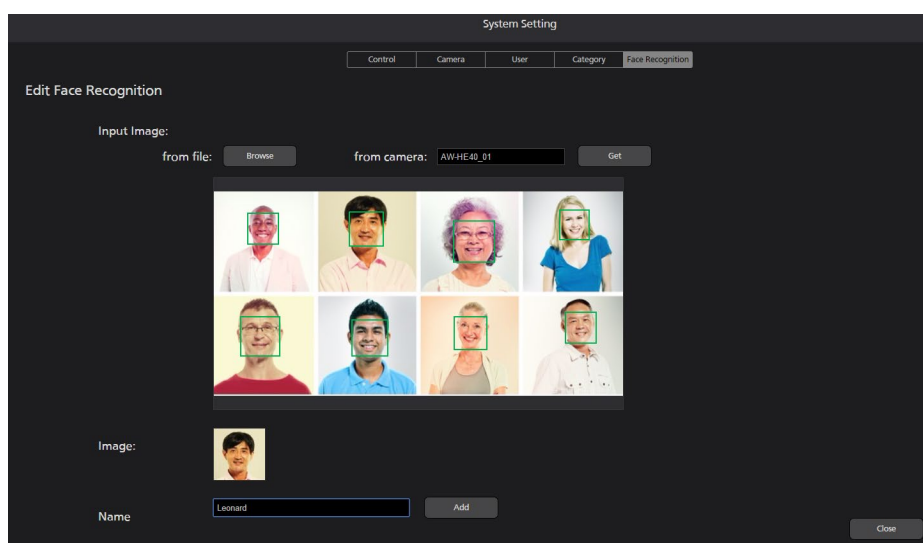 System Setting
Control Camera User Category Face Recognition
Edit Face Recognition
Input Image:
from file: Browse from camera: AW-HE40_01 Get
Image:
Name Leonard Add
Close